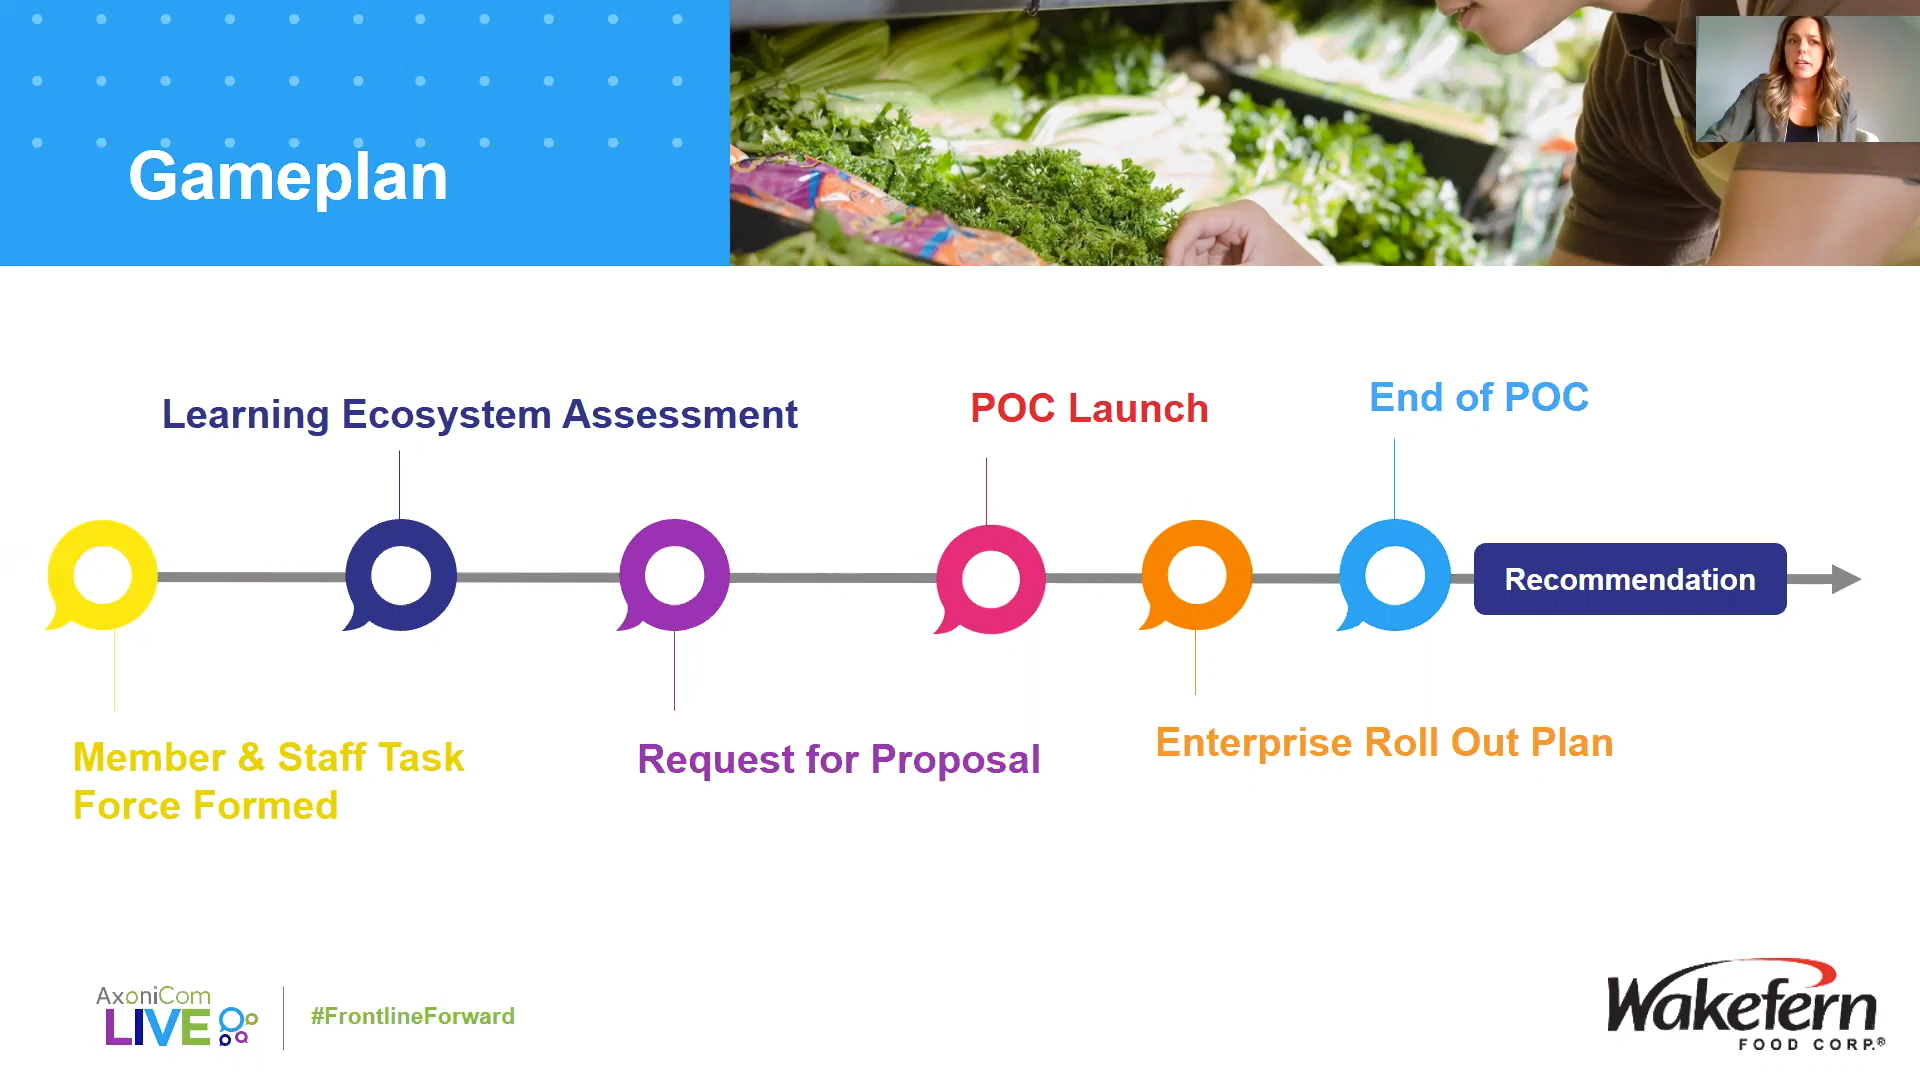 Gameplan
Learning Ecosystem Assessment
POC Launch
End of POC
Recommendation
Member & Staff Task
Force Formed
Request for Proposal
Enterprise Roll Out Plan
AxoniCom
LIVE
#FrontlineForward
Wakefern
FOOD CORP.®